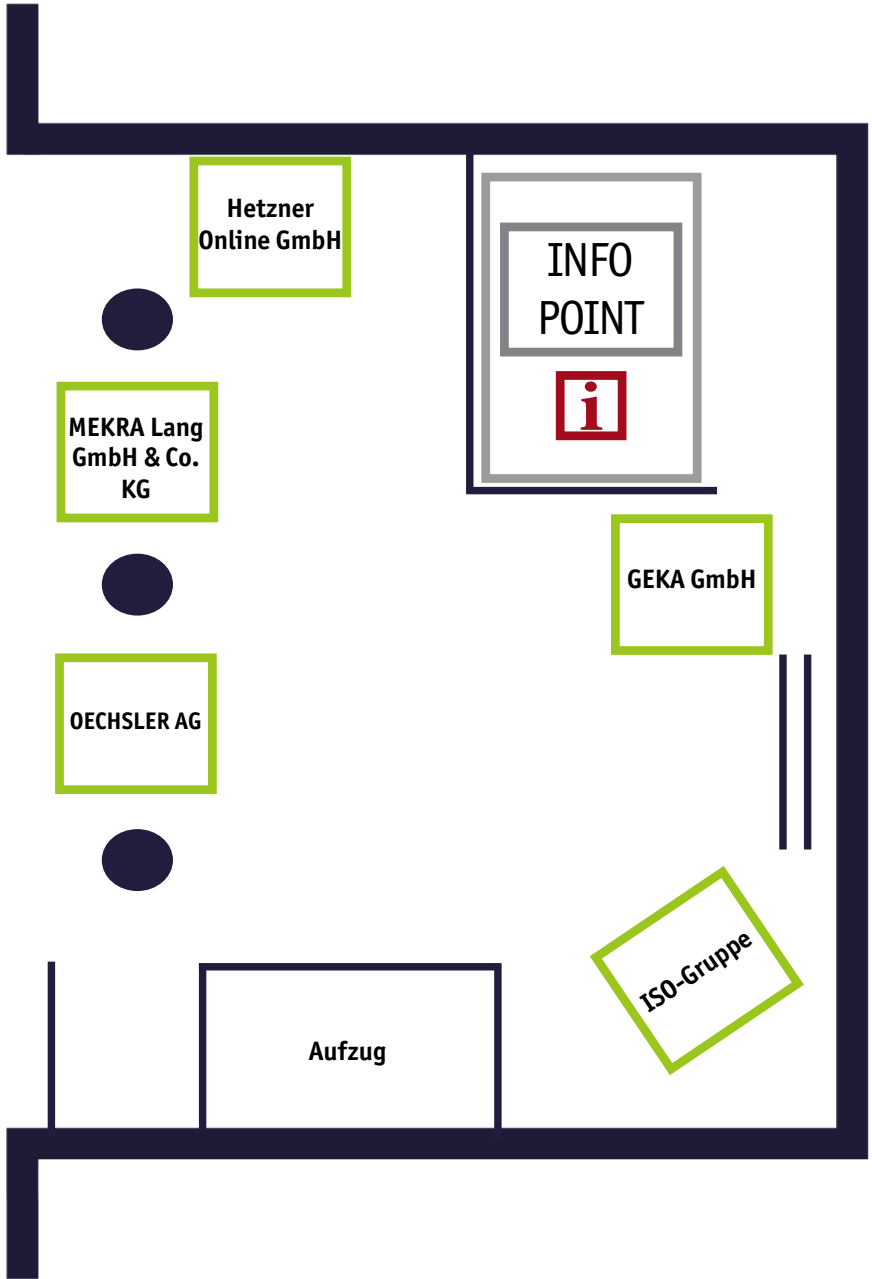 Hetzner
Online GmbH
INFO
POINT
i
MEKRA Lang
GmbH & Co.
KG
GEKA GmbH
OECHSLER AG
ISO-Gruppe
Aufzug